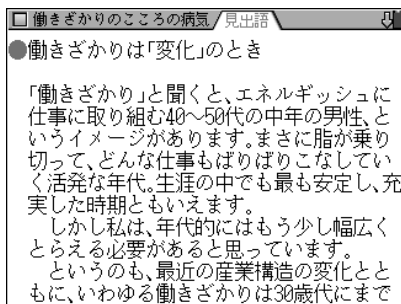 働きざかりのこころの病気 見出語
●働きざかりは「変化」のとき
「働きざかり」と聞くと、エネルギッシュに
仕事に取り組む40～50代の中年の男性、と
いうイメージがあります。まさに脂が乗り
切って、どんな仕事もばりばりこなしてい
く活発な年代。生涯の中でも最も安定し、充
実した時期ともいえます。
しかし私は、年代的にはもう少し幅広く
とらえる必要があると思っています。
というのも、最近の産業構造の変化とと
もに、いわゆる働きざかりは30歳代にまで